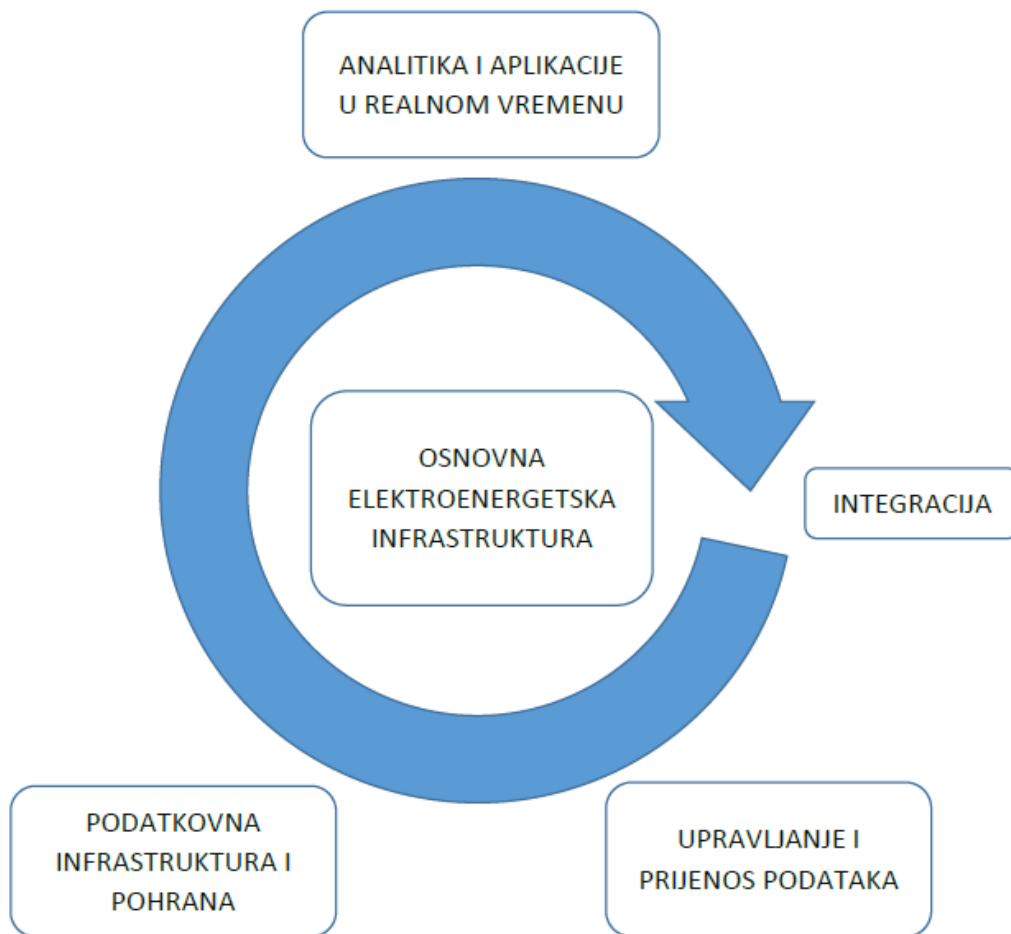 ANALITIKA I APLIKACIJE
U REALNOM VREMENU
OSNOVNA
ELEKTROENERGETSKA
INFRASTRUKTURA
INTEGRACIJA
PODATKOVNA
INFRASTRUKTURA I
POHRANA
UPRAVLJANJE I
PRIJENOS PODATAKA